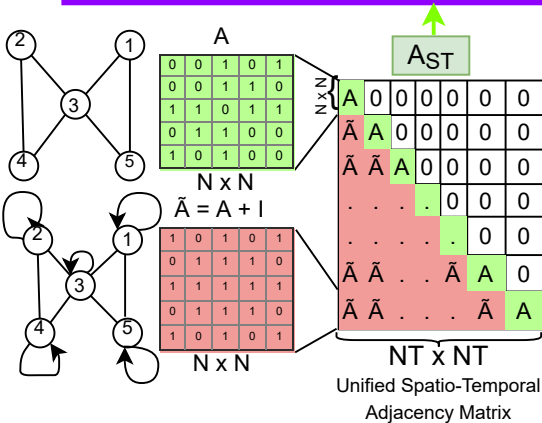 2
1
3
4
5
A
0 0 1 0 1
0 0 1 1 0
1 1 0 1 1
0 1 1 0 0
1 0 1 0 0
N x N
Ã = A + I
2
1
3
4
5
1 0 1 0 1
0 1 1 1 0
1 1 1 1 1
0 1 1 1 0
1 0 1 0 1
N x N
A_ST
N x N
A 0 0 0 0 0 0
Ã A 0 0 0 0 0
Ã Ã A 0 0 0 0
. . . . 0 0 0
. . . . . 0 0
Ã Ã . . Ã A 0
Ã Ã . . . Ã A
NT x NT
Unified Spatio-Temporal
Adjacency Matrix